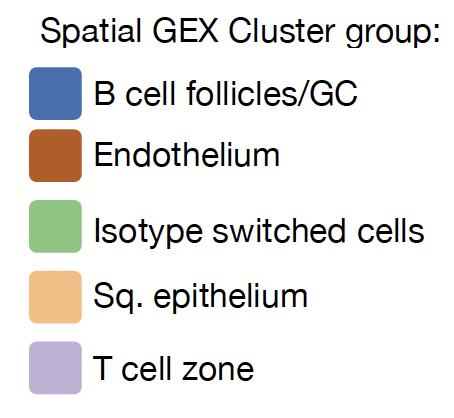 Spatial GEX Cluster group:
B cell follicles/GC
Endothelium
Isotype switched cells
Sq. epithelium
T cell zone